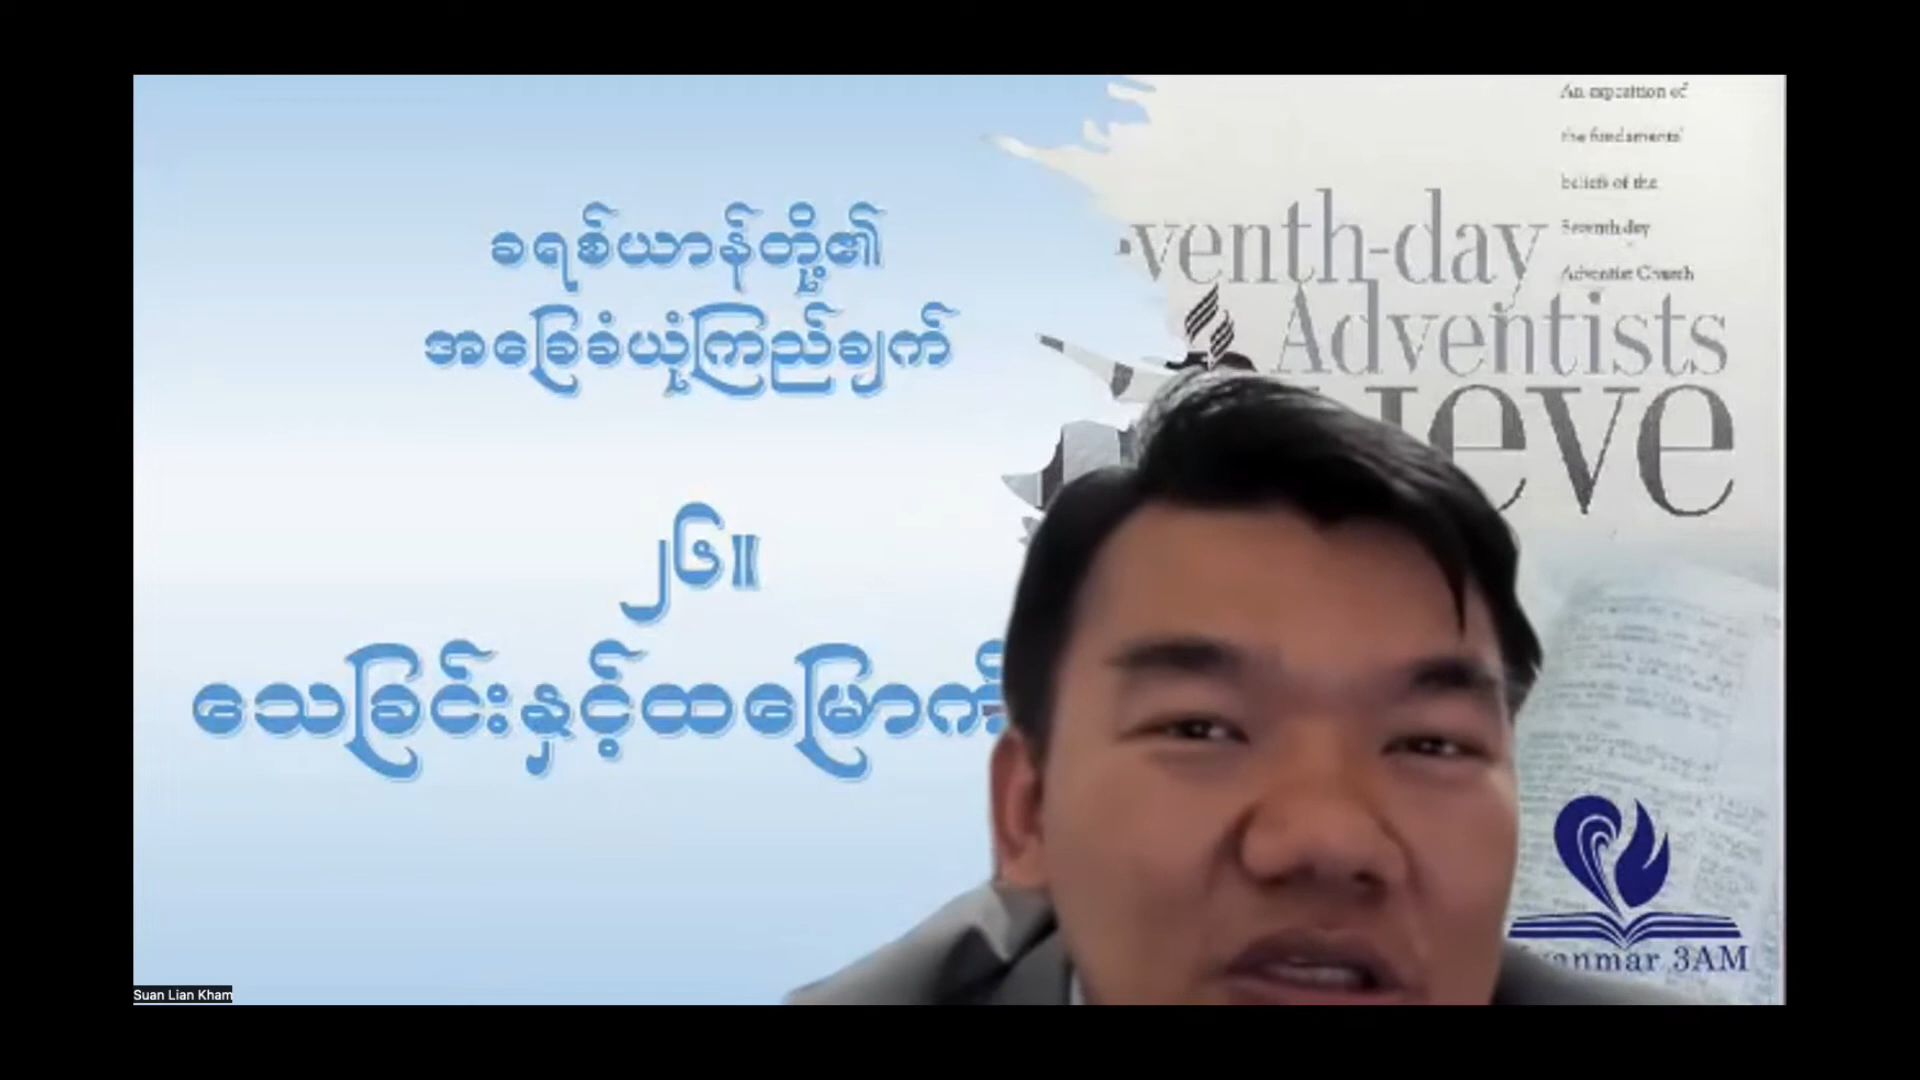 ခရစ်ယာန်တို့၏
အခြေခံယုံကြည်ချက်
၂၆။
သေခြင်းနှင့်ထမြောက်
An exposition of
the fundamental
beliefs of the
Seventh-day
Adventist Church
venth-day
Adventists
ieve
anmar 3AM
Suan Lian Kham